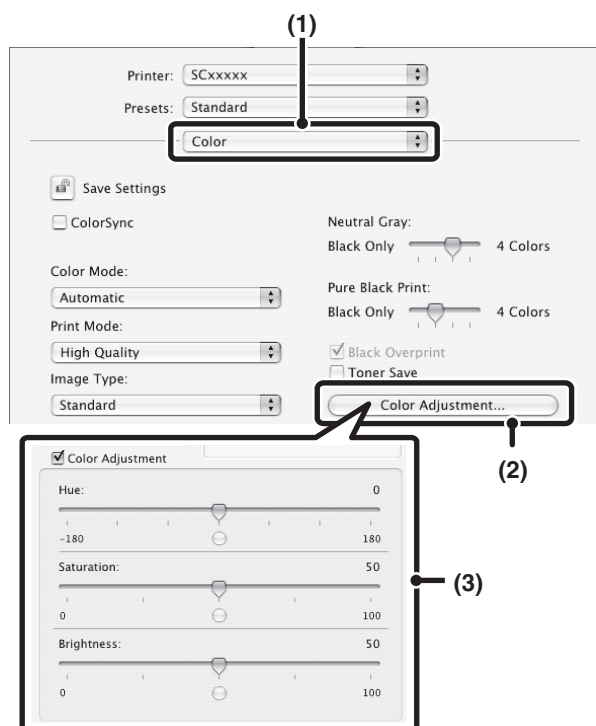 (1)
Printer: SCxxxxx
Presets: Standard
Color
Save Settings
ColorSync
Neutral Gray:
Black Only 4 Colors
Color Mode:
Automatic
Pure Black Print:
Black Only 4 Colors
Print Mode:
High Quality
Black Overprint
Toner Save
Image Type:
Standard
Color Adjustment...
(2)
Color Adjustment
Hue: 0
-180 180
Saturation: 50
0 100
(3)
Brightness: 50
0 100